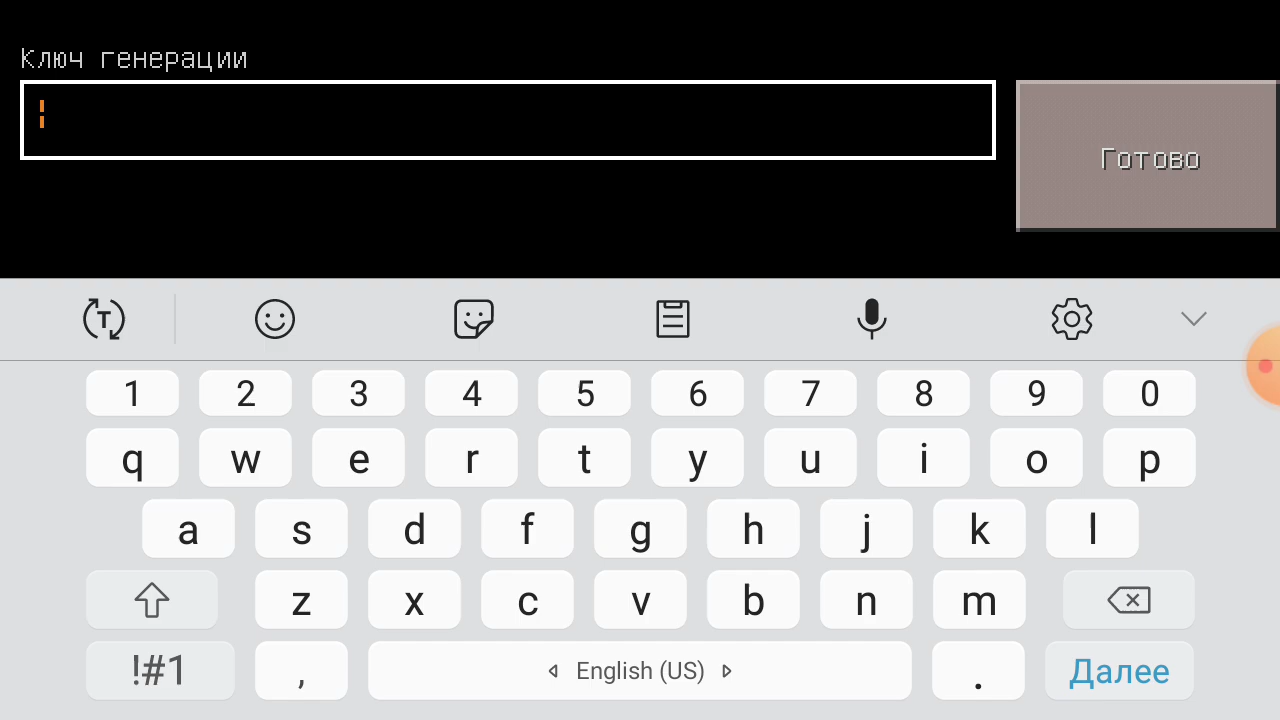 Ключ генерации
Готово
T
1 2 3 4 5 6 7 8 9 0
q w e r t y u i o p
a s d f g h j k l
z x c v b n m
!#1 , English (US) . Далее